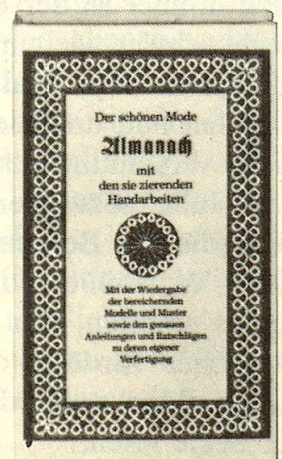 Der schönen Mode
Almanach
mit
den sie zierenden
Handarbeiten
Mit der Wiedergabe
der bereichernden
Modelle und Muster
sowie den genauen
Anleitungen und Ratschlägen
zu deren eigener
Verfertigung